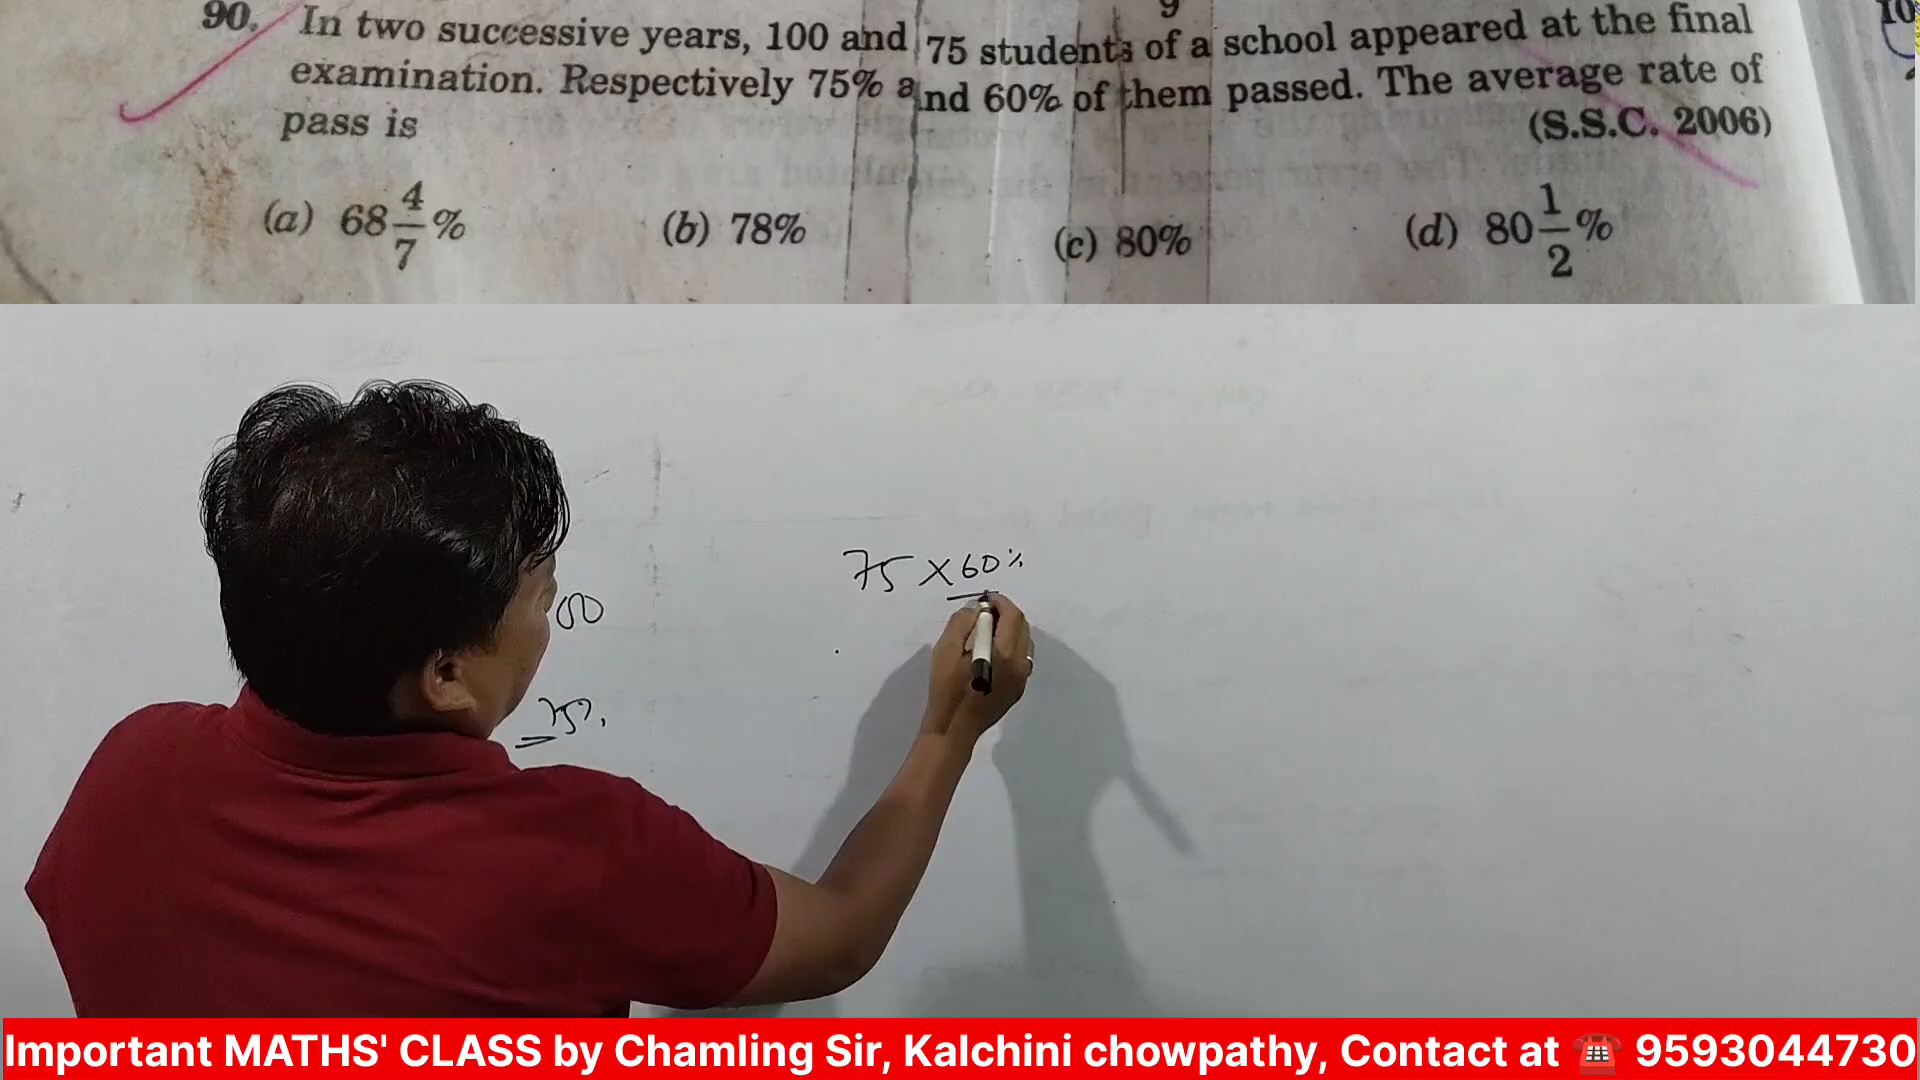 90. In two successive years, 100 and 75 students of a school appeared at the final
examination. Respectively 75% and 60% of them passed. The average rate of
pass is
(S.S.C. 2006)
(a) 68 4/7 % (b) 78% (c) 80% (d) 80 1/2 %
75 × 60%
00
75%
Important MATHS' CLASS by Chamling Sir, Kalchini chowpathy, Contact at ☎️ 9593044730